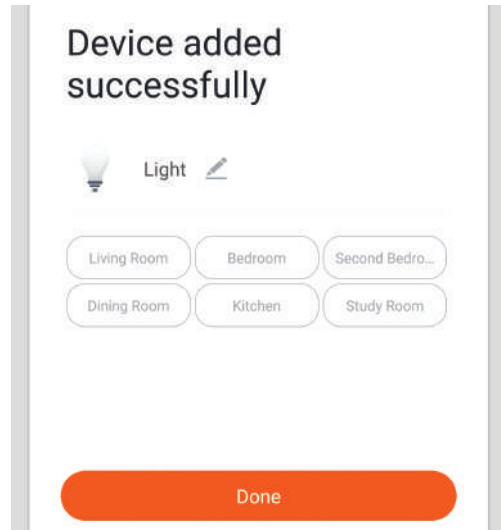 Device added
successfully
Light
Living Room
Bedroom
Second Bedro...
Dining Room
Kitchen
Study Room
Done